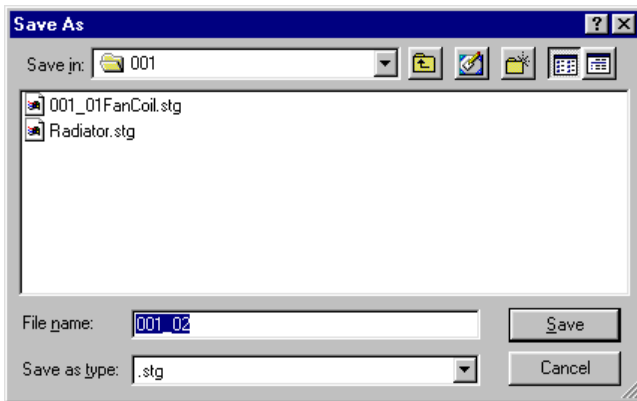 Save As
Save in: 001
001_01FanCoil.stg
Radiator.stg
File name: 001_02 Save
Save as type: .stg Cancel